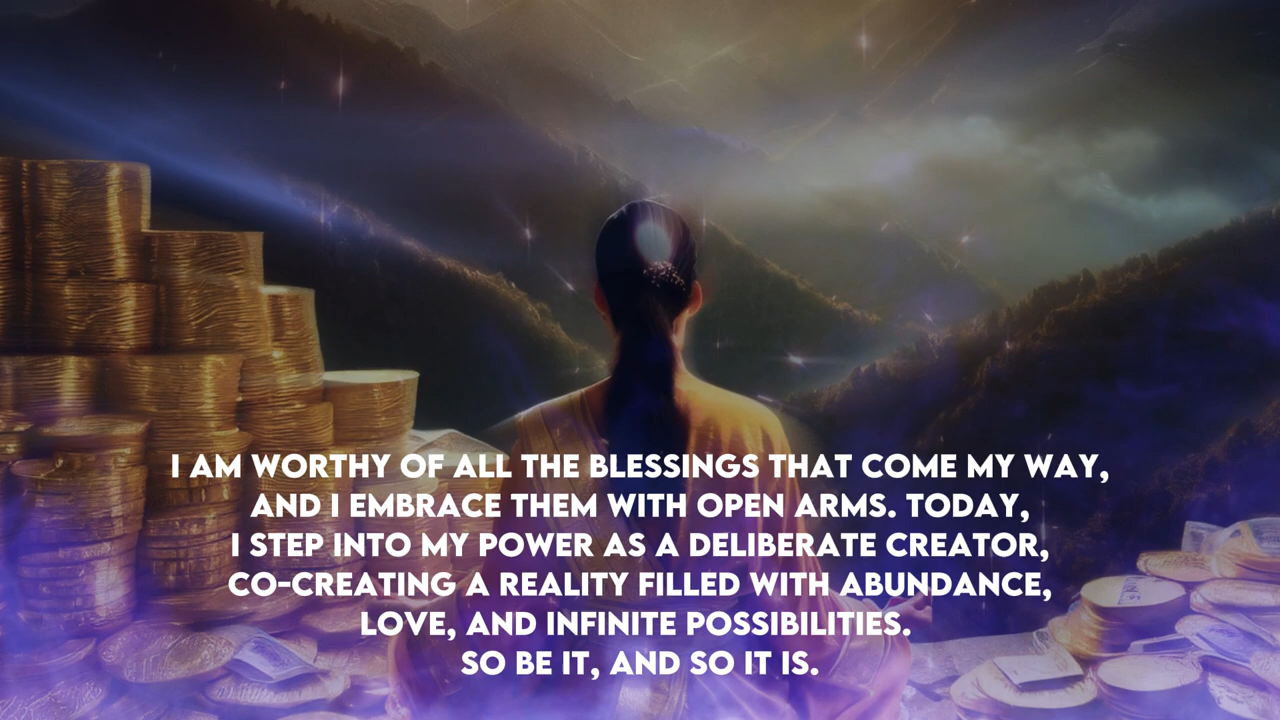 I AM WORTHY OF ALL THE BLESSINGS THAT COME MY WAY,
AND I EMBRACE THEM WITH OPEN ARMS. TODAY,
I STEP INTO MY POWER AS A DELIBERATE CREATOR,
CO-CREATING A REALITY FILLED WITH ABUNDANCE,
LOVE, AND INFINITE POSSIBILITIES.
SO BE IT, AND SO IT IS.